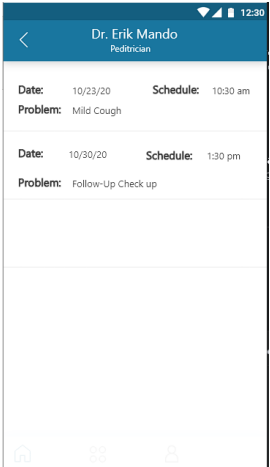 12:30
Dr. Erik Mando
Peditrician
Date: 10/23/20 Schedule: 10:30 am
Problem: Mild Cough
Date: 10/30/20 Schedule: 1:30 pm
Problem: Follow-Up Check up